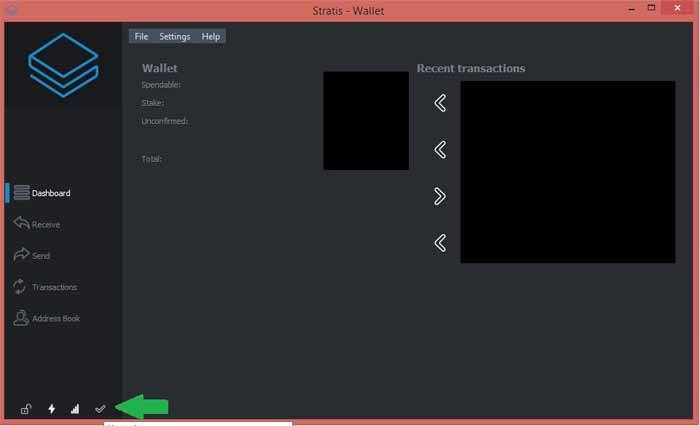 Stratis - Wallet
File Settings Help
Wallet
Recent transactions
Spendable:
Stake:
Unconfirmed:
Total:
Dashboard
Receive
Send
Transactions
Address Book